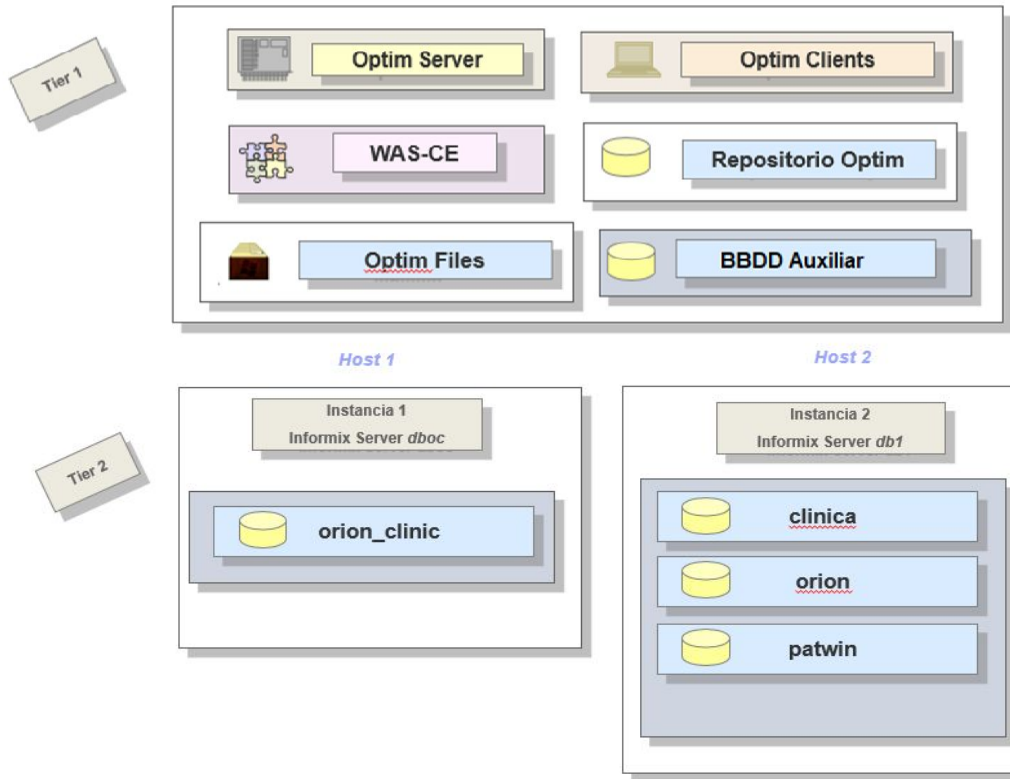 Tier 1
Optim Server
Optim Clients
WAS-CE
Repositorio Optim
Optim Files
BBDD Auxiliar
Host 1
Host 2
Tier 2
Instancia 1
Informix Server dboc
orion_clinic
Instancia 2
Informix Server db1
clinica
orion
patwin